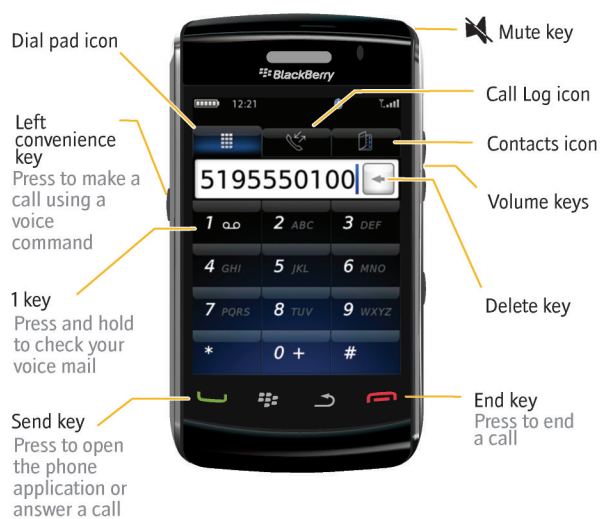 Dial pad icon
Mute key
BlackBerry
12:21
Call Log icon
Left
convenience
key
Press to make a
call using a
voice
command
Contacts icon
5195550100
Volume keys
1 2 ABC 3 DEF
4 GHI 5 JKL 6 MNO
7 PQRS 8 TUV 9 WXYZ
* 0 + #
1 key
Press and hold
to check your
voice mail
Delete key
Send key
Press to open
the phone
application or
answer a call
End key
Press to end
a call